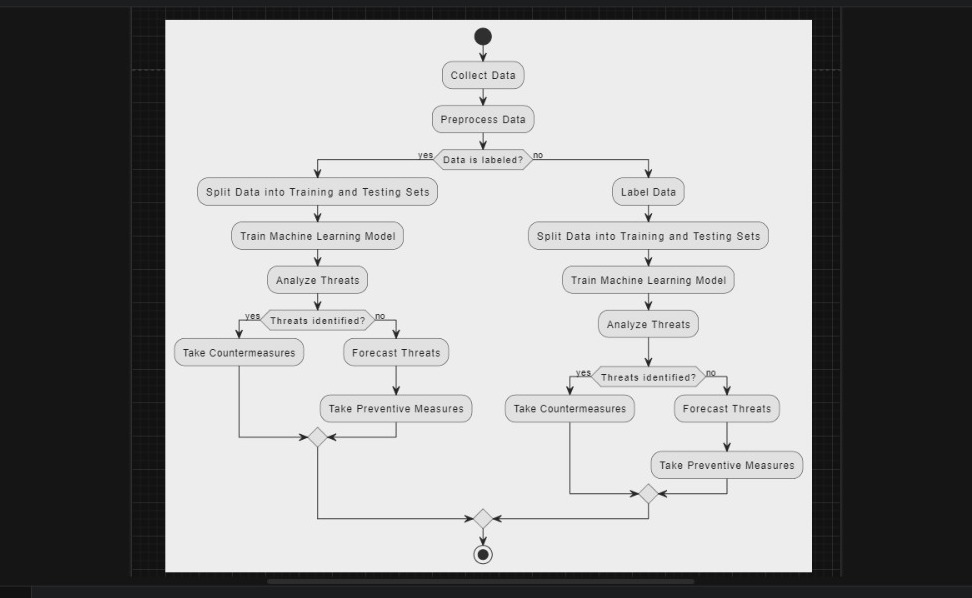 Collect Data
Preprocess Data
yes
Data is labeled?
no
Split Data into Training and Testing Sets
Train Machine Learning Model
Analyze Threats
yes
Threats identified?
no
Take Countermeasures
Forecast Threats
Take Preventive Measures
Label Data
Split Data into Training and Testing Sets
Train Machine Learning Model
Analyze Threats
yes
Threats identified?
no
Take Countermeasures
Forecast Threats
Take Preventive Measures